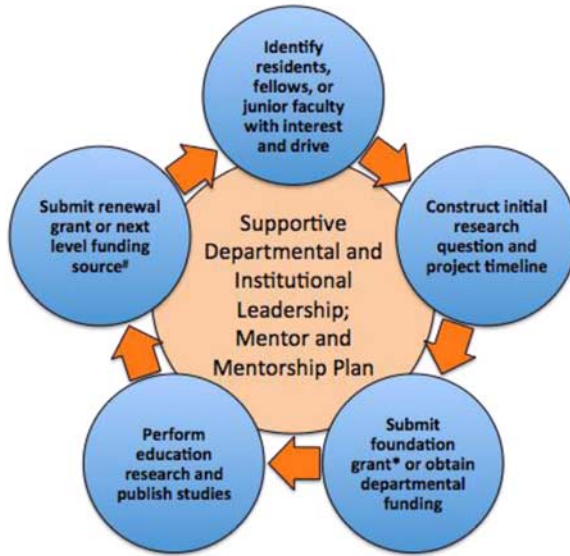 Identify
residents,
fellows, or
junior faculty
with interest
and drive
Construct initial
research
question and
project timeline
Submit
foundation
grant* or obtain
departmental
funding
Perform
education
research and
publish studies
Submit renewal
grant or next
level funding
source#
Supportive
Departmental and
Institutional
Leadership;
Mentor and
Mentorship Plan